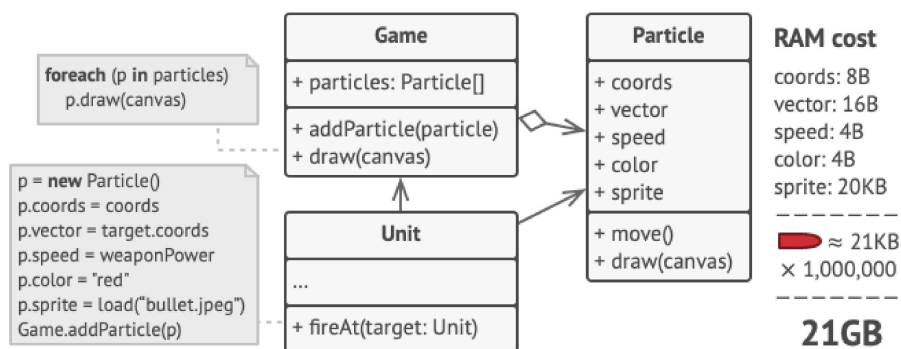 foreach (p in particles)
p.draw(canvas)
p = new Particle()
p.coords = coords
p.vector = target.coords
p.speed = weaponPower
p.color = "red"
p.sprite = load(“bullet.jpeg”)
Game.addParticle(p)
Game
+ particles: Particle[]
+ addParticle(particle)
+ draw(canvas)
Unit
...
+ fireAt(target: Unit)
Particle
+ coords
+ vector
+ speed
+ color
+ sprite
+ move()
+ draw(canvas)
RAM cost
coords: 8B
vector: 16B
speed: 4B
color: 4B
sprite: 20KB
≈ 21KB
× 1,000,000
21GB